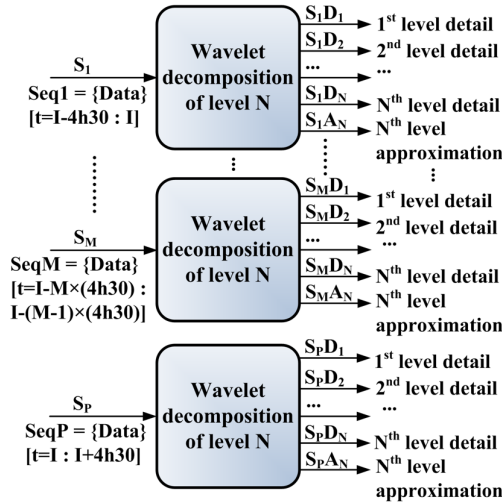 S1
Seq1 = {Data}
[t=I-4h30 : I]
Wavelet
decomposition
of level N
S1D1
1st level detail
S1D2
2nd level detail
...
...
S1DN
Nth level detail
S1AN
Nth level
approximation
SM
SeqM = {Data}
[t=I-M×(4h30) :
I-(M-1)×(4h30)]
Wavelet
decomposition
of level N
SMD1
1st level detail
SMD2
2nd level detail
...
...
SMDN
Nth level detail
SMAN
Nth level
approximation
SP
SeqP = {Data}
[t=I : I+4h30]
Wavelet
decomposition
of level N
SPD1
1st level detail
SPD2
2nd level detail
...
...
SPDN
Nth level detail
SPAN
Nth level
approximation